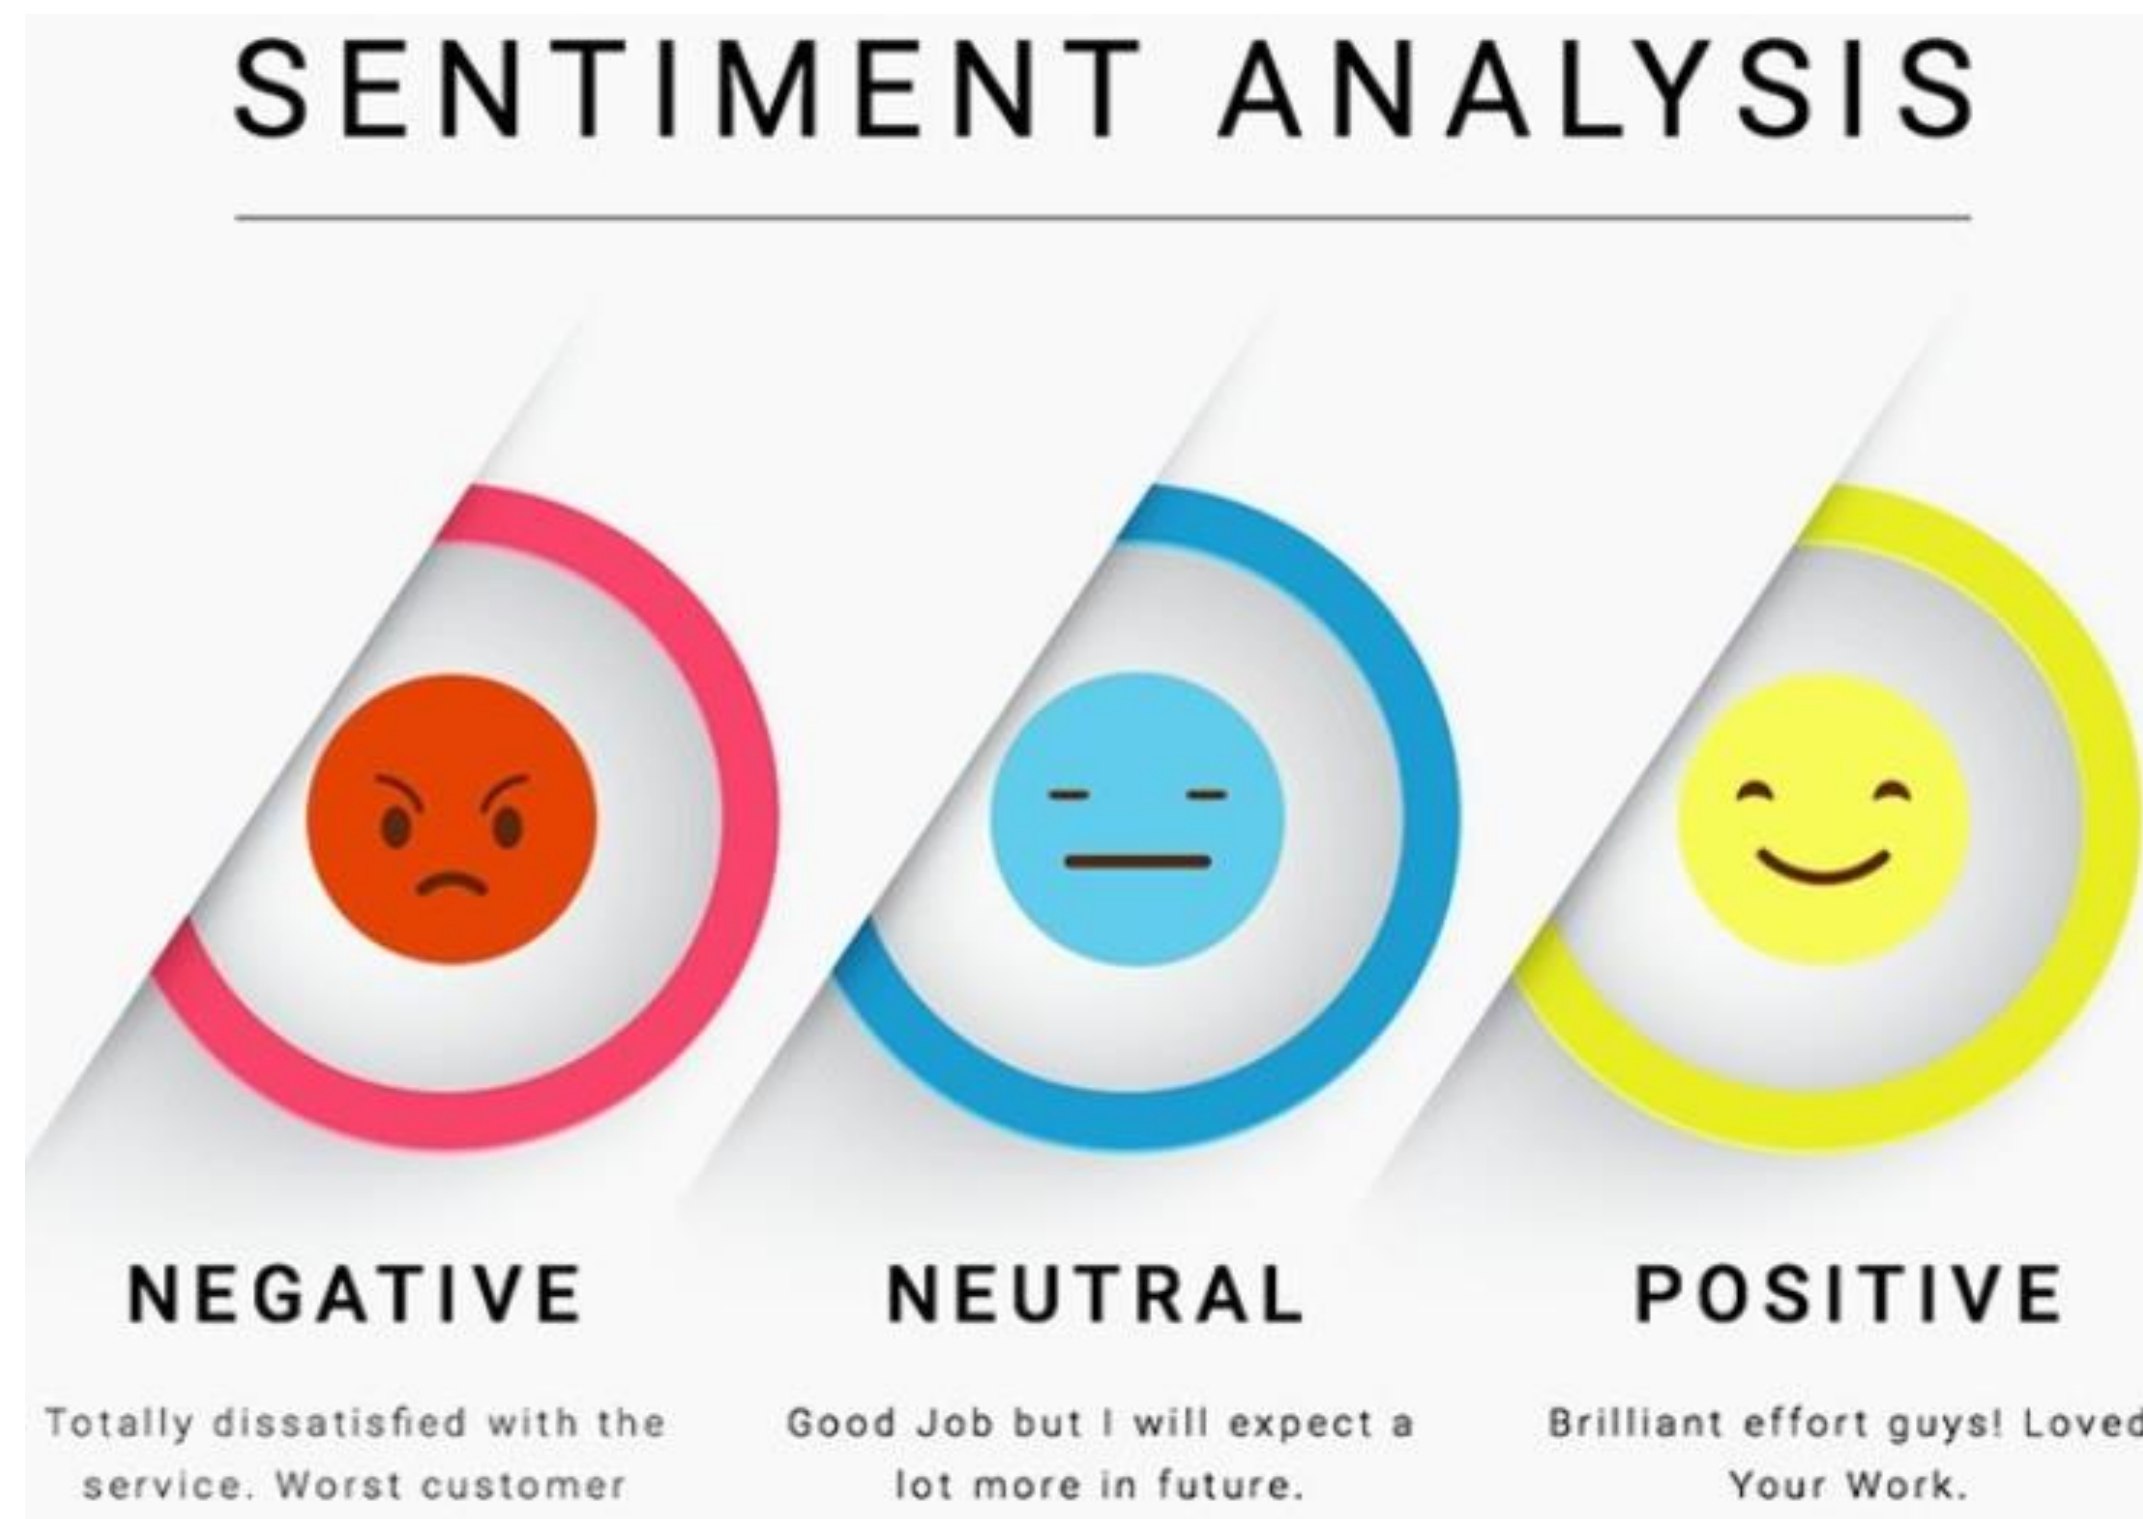 SENTIMENT ANALYSIS
NEGATIVE
Totally dissatisfied with the
service. Worst customer
NEUTRAL
Good Job but I will expect a
lot more in future.
POSITIVE
Brilliant effort guys! Loved
Your Work.